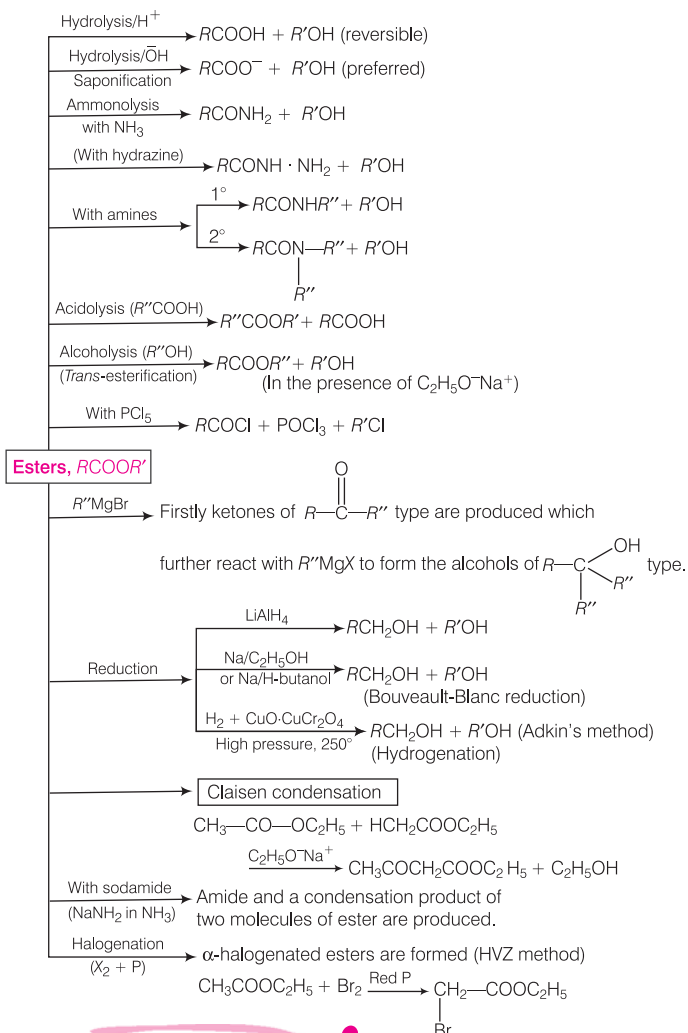 Hydrolysis/H⁺
RCOOH + R′OH (reversible)
Hydrolysis/ŌH
Saponification
RCOO⁻ + R′OH (preferred)
Ammonolysis
with NH₃
RCONH₂ + R′OH
(With hydrazine)
RCONH · NH₂ + R′OH
With amines
1°
RCONHR″ + R′OH
2°
RCON—R″ + R′OH
R″
Acidolysis (R″COOH)
R″COOR′ + RCOOH
Alcoholysis (R″OH)
(Trans-esterification)
RCOOR″ + R′OH
(In the presence of C₂H₅O⁻Na⁺)
With PCl₅
RCOCl + POCl₃ + R′Cl
Esters, RCOOR′
R″MgBr
O
Firstly ketones of R—C—R″ type are produced which
OH
further react with R″MgX to form the alcohols of R—C type.
R″
R″
Reduction
LiAlH₄
RCH₂OH + R′OH
Na/C₂H₅OH
or Na/H-butanol
RCH₂OH + R′OH
(Bouveault-Blanc reduction)
H₂ + CuO·CuCr₂O₄
High pressure, 250°
RCH₂OH + R′OH (Adkin's method)
(Hydrogenation)
Claisen condensation
CH₃—CO—OC₂H₅ + HCH₂COOC₂H₅
C₂H₅O⁻Na⁺
CH₃COCH₂COOC₂H₅ + C₂H₅OH
With sodamide
(NaNH₂ in NH₃)
Amide and a condensation product of
two molecules of ester are produced.
Halogenation
(X₂ + P)
α-halogenated esters are formed (HVZ method)
CH₃COOC₂H₅ + Br₂ Red P CH₂—COOC₂H₅
Br